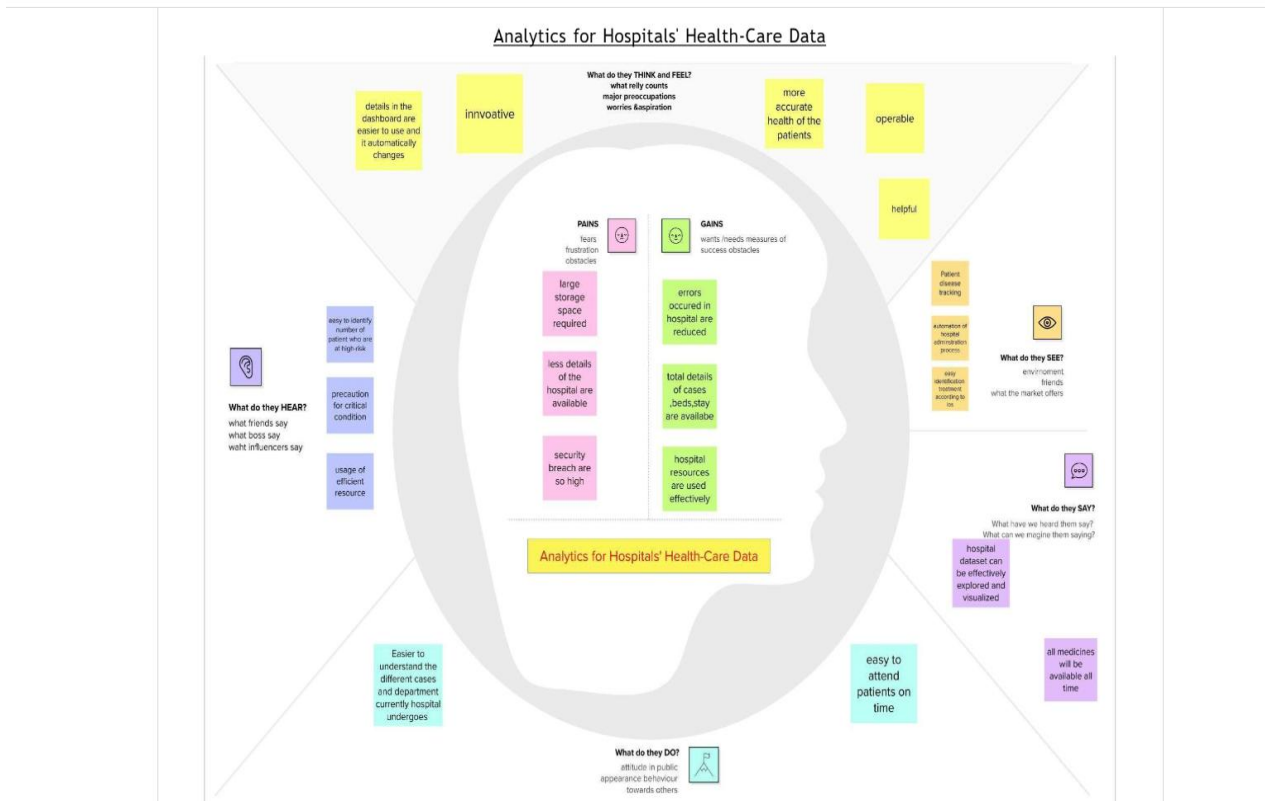 Analytics for Hospitals' Health-Care Data
What do they THINK and FEEL?
what relly counts
major preoccupations
worries &aspiration
details in the
dashboard are
easier to use and
it automatically
changes
innvoative
more
accurate
health of the
patients
operable
helpful
PAINS
fears
frustration
obstacles
GAINS
wants /needs measures of
success obstacles
large
storage
space
required
less details
of the
hospital are
available
security
breach are
so high
errors
occured in
hospital are
reduced
total details
of cases
,beds,stay
are availabe
hospital
resources
are used
effectively
easy to identify
number of
patient who are
at high-risk
precaution
for critical
condition
usage of
efficient
resource
What do they HEAR?
what friends say
what boss say
waht influencers say
Patient
disease
tracking
automation of
hospital
adminstration
process
easy
identification
treatment
according to
los
What do they SEE?
envirnoment
friends
what the market offers
What do they SAY?
What have we heard them say?
What can we magine them saying?
hospital
dataset can
be effectively
explored and
visualized
all medicines
will be
available all
time
Analytics for Hospitals' Health-Care Data
Easier to
understand the
different cases
and department
currently hospital
undergoes
easy to
attend
patients on
time
What do they DO?
attitude in public
appearance behaviour
towards others